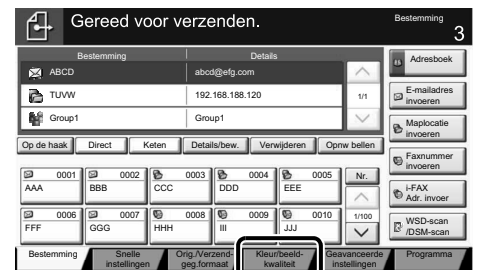 Gereed voor verzenden.
Bestemming
3
Bestemming Details
ABCD abcd@efg.com
TUVW 192.168.188.120 1/1
Group1 Group1
Op de haak Direct Keten Details/bew. Verwijderen Opnw bellen
0001 0002 0003 0004 0005 Nr.
AAA BBB CCC DDD EEE
0006 0007 0008 0009 0010 1/100
FFF GGG HHH III JJJ
Adresboek
E-mailadres
invoeren
Maplocatie
invoeren
Faxnummer
invoeren
i-FAX
Adr. invoer
WSD-scan
/DSM-scan
Bestemming
Snelle
instellingen
Orig./Verzend-
geg.formaat
Kleur/beeld-
kwaliteit
Geavanceerde
instellingen
Programma